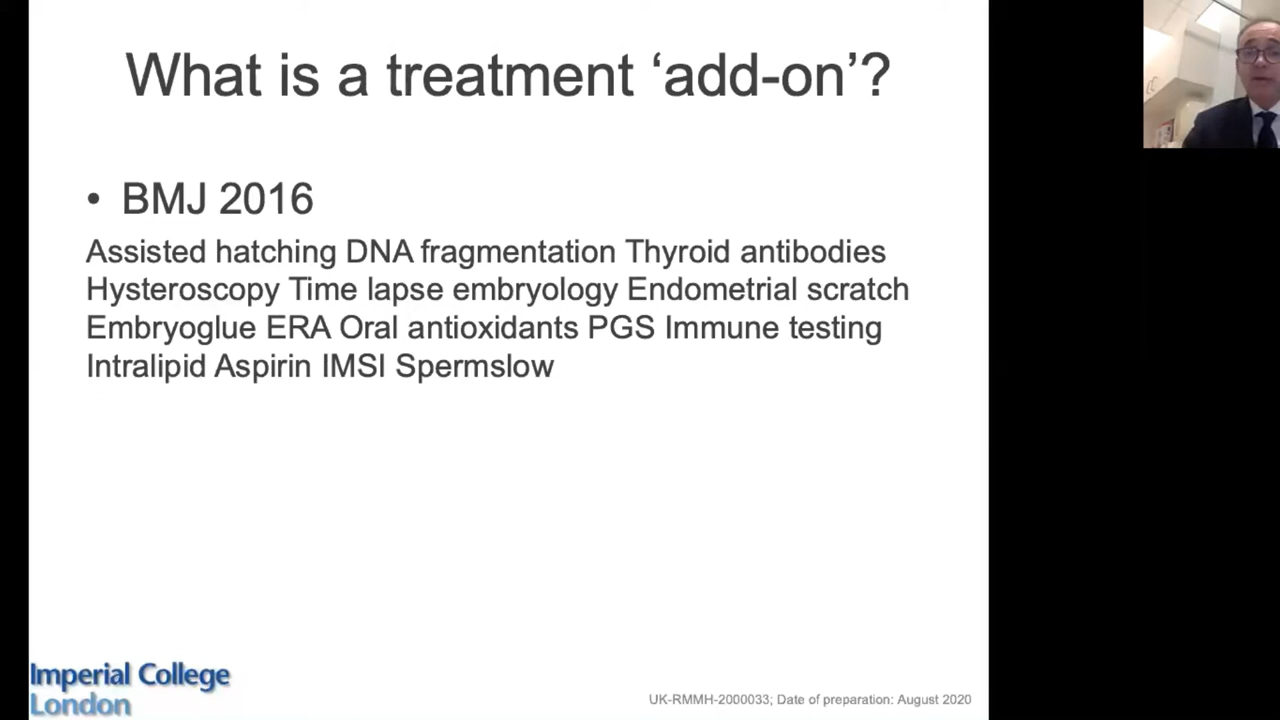 What is a treatment ‘add-on’?
• BMJ 2016
Assisted hatching DNA fragmentation Thyroid antibodies
Hysteroscopy Time lapse embryology Endometrial scratch
Embryoglue ERA Oral antioxidants PGS Immune testing
Intralipid Aspirin IMSI Spermslow
Imperial College
London
UK-RMMH-2000033; Date of preparation: August 2020